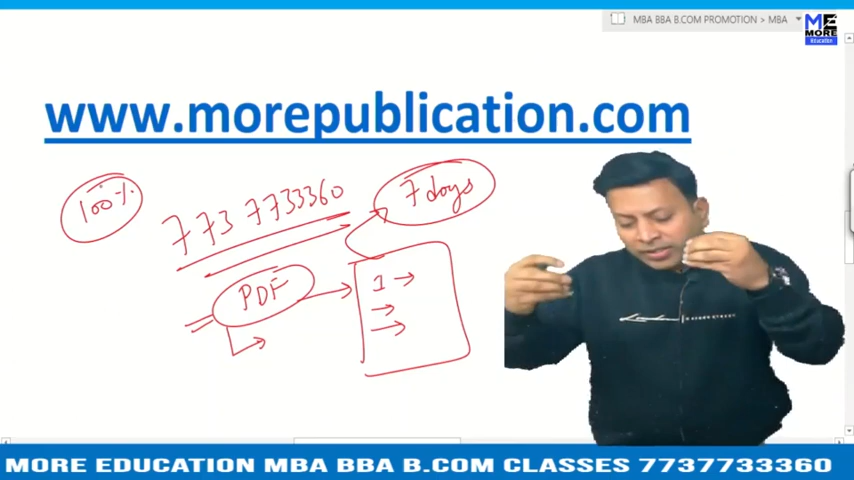 MBA BBA B.COM PROMOTION > MBA
ME
MORE
Education
www.morepublication.com
100%
773 7733360
7 days
PDF
1
MORE EDUCATION MBA BBA B.COM CLASSES 7737733360